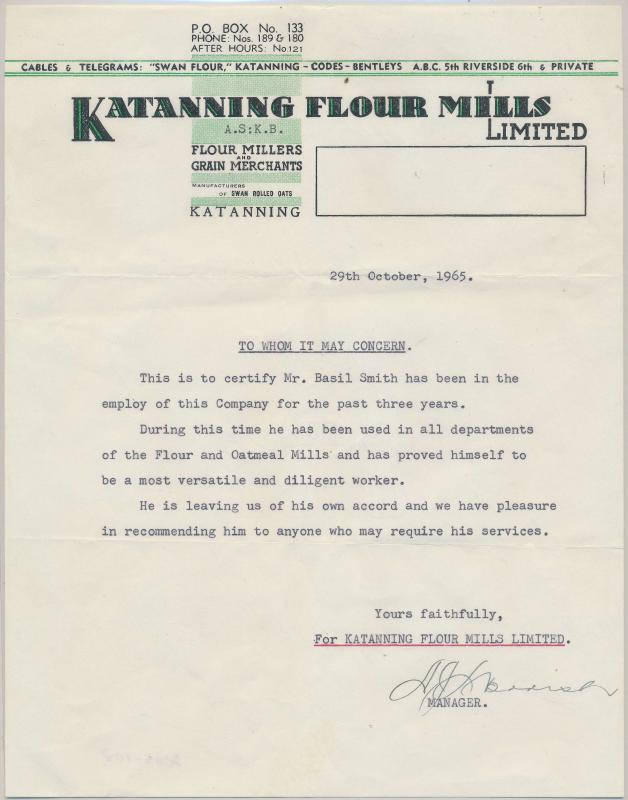 P.O. BOX No. 133
PHONE: Nos. 189 & 180
AFTER HOURS: No 121
CABLES & TELEGRAMS: "SWAN FLOUR," KATANNING – CODES – BENTLEYS A.B.C. 5th RIVERSIDE 6th & PRIVATE
KATANNING FLOUR MILLS
LIMITED
A.S:K.B.
FLOUR MILLERS
AND
GRAIN MERCHANTS
MANUFACTURERS
OF SWAN ROLLED OATS
KATANNING
29th October, 1965.
TO WHOM IT MAY CONCERN.
This is to certify Mr. Basil Smith has been in the
employ of this Company for the past three years.
During this time he has been used in all departments
of the Flour and Oatmeal Mills and has proved himself to
be a most versatile and diligent worker.
He is leaving us of his own accord and we have pleasure
in recommending him to anyone who may require his services.
Yours faithfully,
For KATANNING FLOUR MILLS LIMITED.
MANAGER.